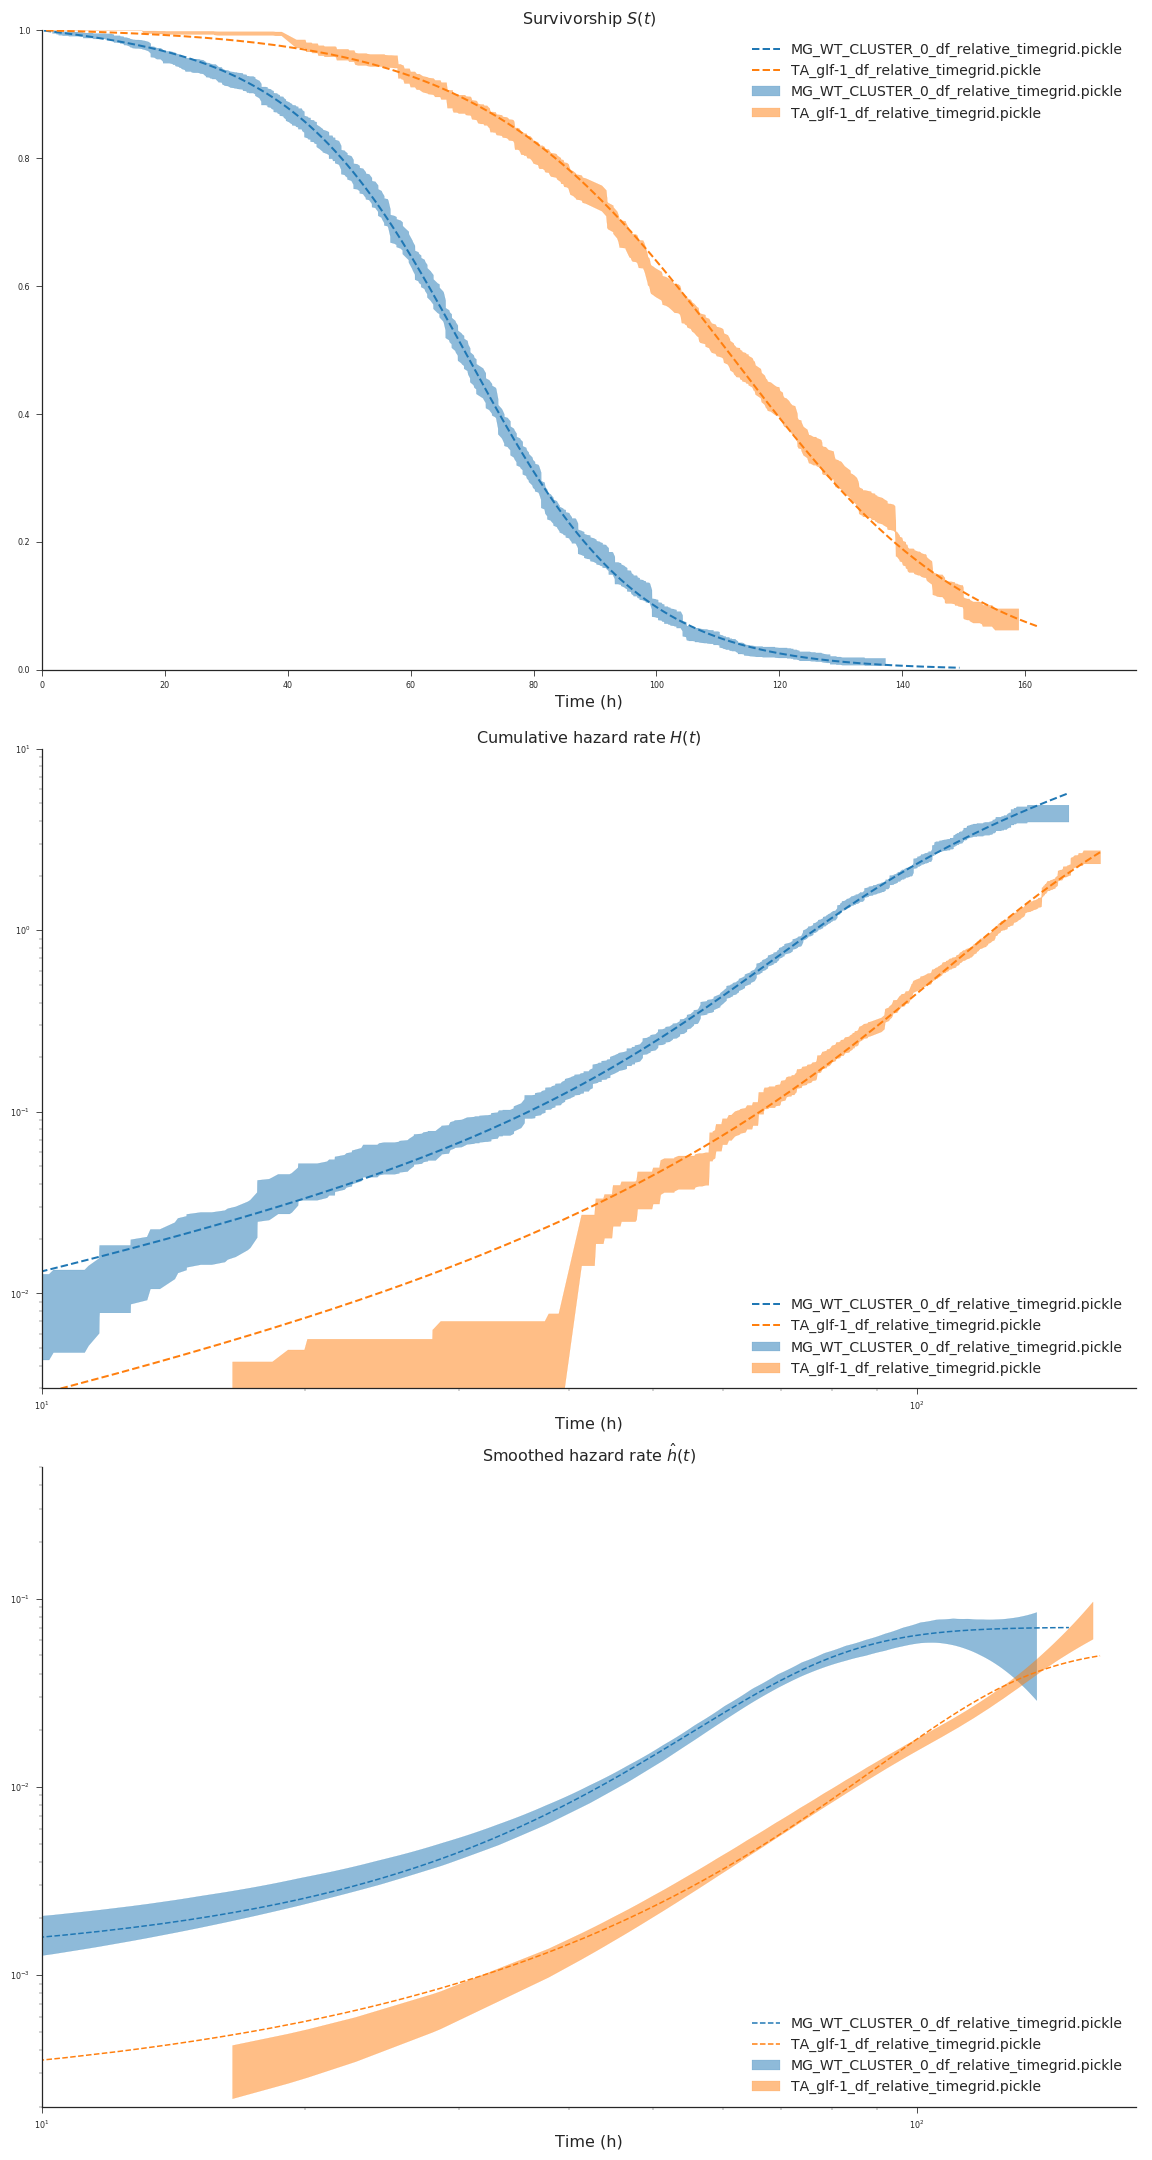 Survivorship S(t)
MG_WT_CLUSTER_0_df_relative_timegrid.pickle
TA_glf-1_df_relative_timegrid.pickle
MG_WT_CLUSTER_0_df_relative_timegrid.pickle
TA_glf-1_df_relative_timegrid.pickle
1.0
0.8
0.6
0.4
0.2
0.0
0 20 40 60 80 100 120 140 160
Time (h)
Cumulative hazard rate H(t)
10¹
10⁰
10⁻¹
10⁻²
MG_WT_CLUSTER_0_df_relative_timegrid.pickle
TA_glf-1_df_relative_timegrid.pickle
MG_WT_CLUSTER_0_df_relative_timegrid.pickle
TA_glf-1_df_relative_timegrid.pickle
10¹ 10²
Time (h)
Smoothed hazard rate ĥ(t)
10⁻¹
10⁻²
10⁻³
MG_WT_CLUSTER_0_df_relative_timegrid.pickle
TA_glf-1_df_relative_timegrid.pickle
MG_WT_CLUSTER_0_df_relative_timegrid.pickle
TA_glf-1_df_relative_timegrid.pickle
10¹ 10²
Time (h)